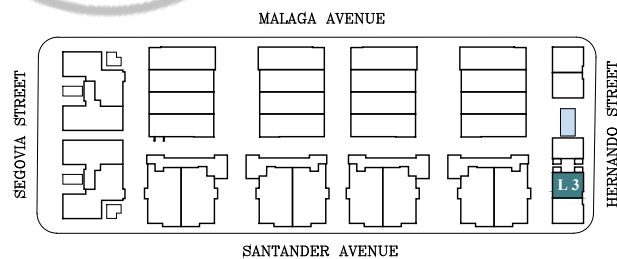 MALAGA AVENUE
SEGOVIA STREET
HERNANDO STREET
L 3
SANTANDER AVENUE